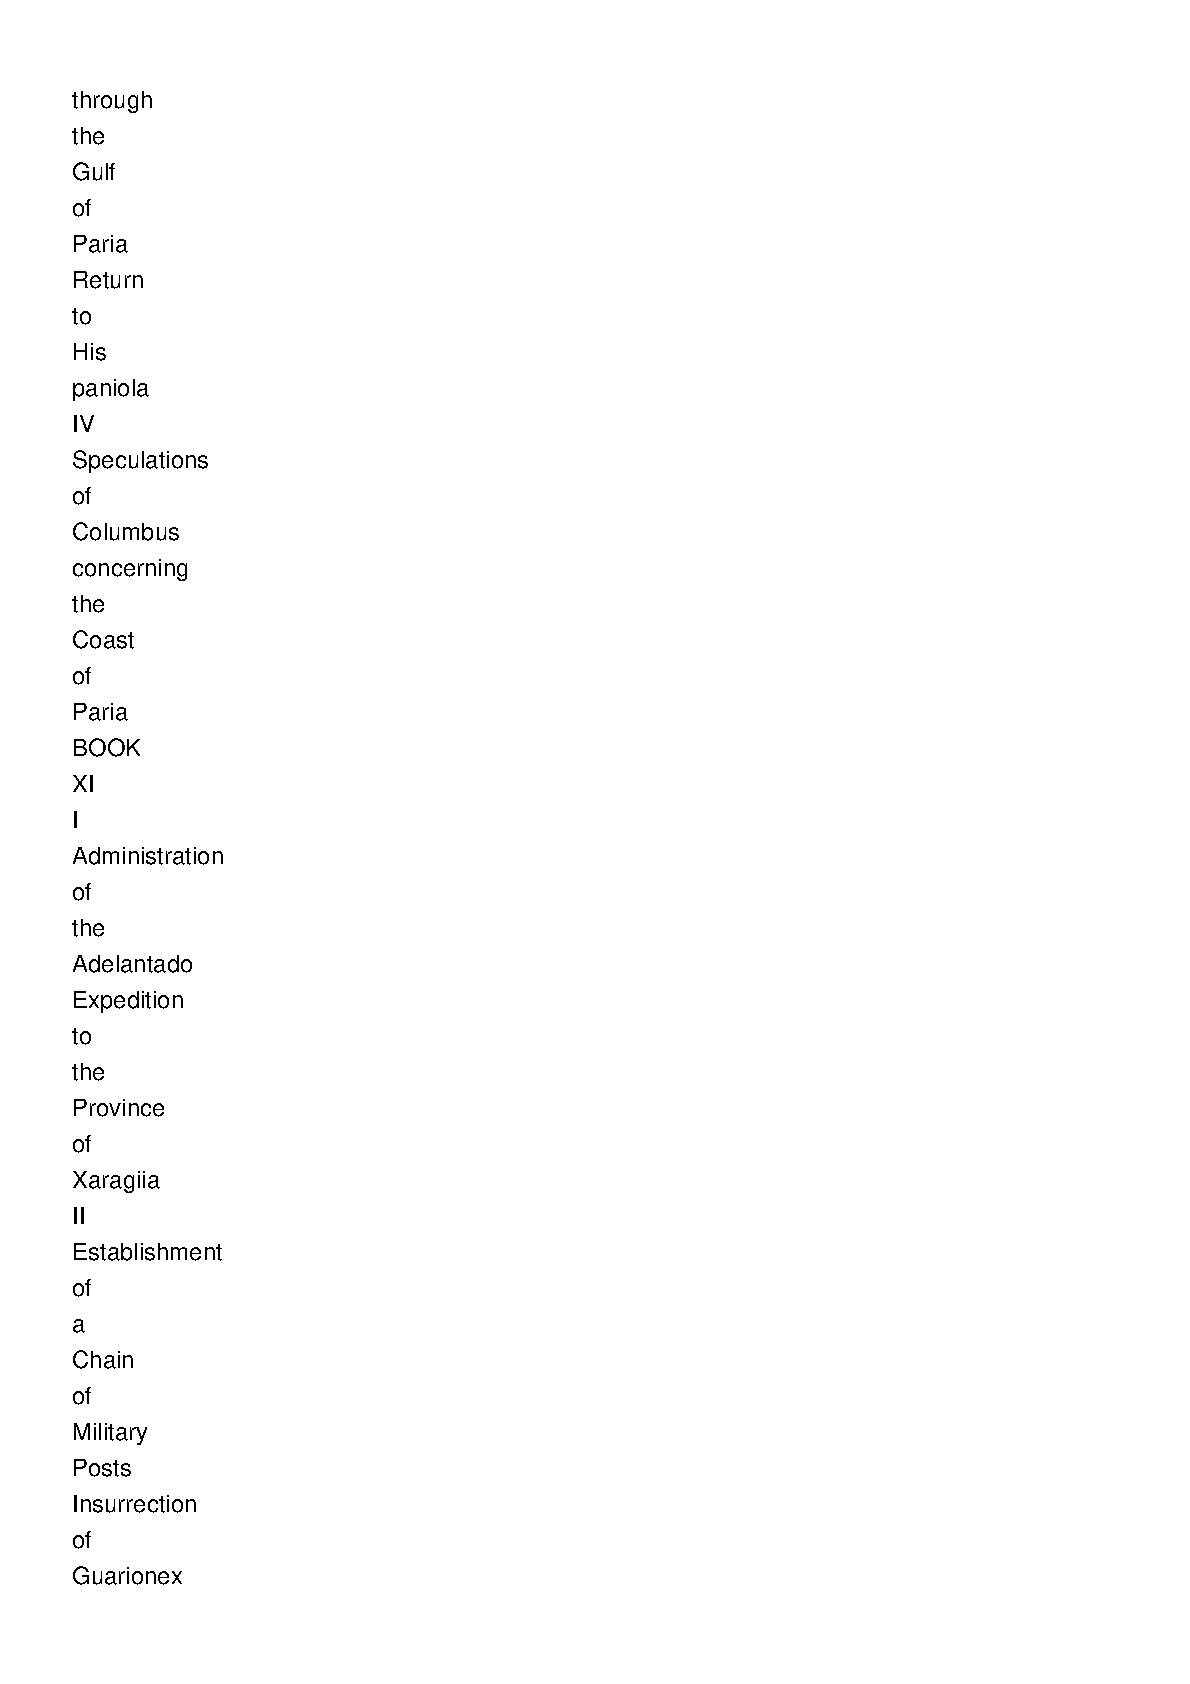 through
the
Gulf
of
Paria
Return
to
His
paniola
IV
Speculations
of
Columbus
concerning
the
Coast
of
Paria
BOOK
XI
I
Administration
of
the
Adelantado
Expedition
to
the
Province
of
Xaragiia
II
Establishment
of
a
Chain
of
Military
Posts
Insurrection
of
Guarionex